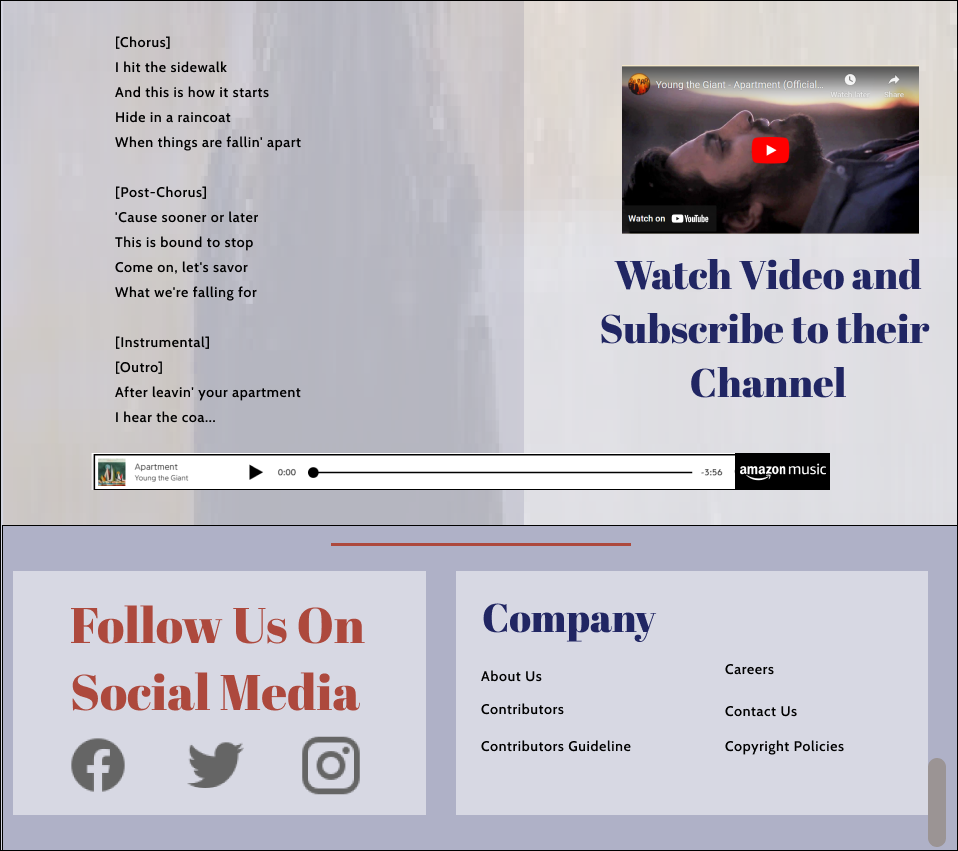 [Chorus]
I hit the sidewalk
And this is how it starts
Hide in a raincoat
When things are fallin' apart
[Post-Chorus]
'Cause sooner or later
This is bound to stop
Come on, let's savor
What we're falling for
[Instrumental]
[Outro]
After leavin' your apartment
I hear the coa...
Young the Giant - Apartment (Official...
Watch later
Share
Watch on YouTube
Watch Video and
Subscribe to their
Channel
Apartment
Young the Giant
0:00
-3:56
amazon music
Follow Us On
Social Media
Company
About Us
Contributors
Contributors Guideline
Careers
Contact Us
Copyright Policies